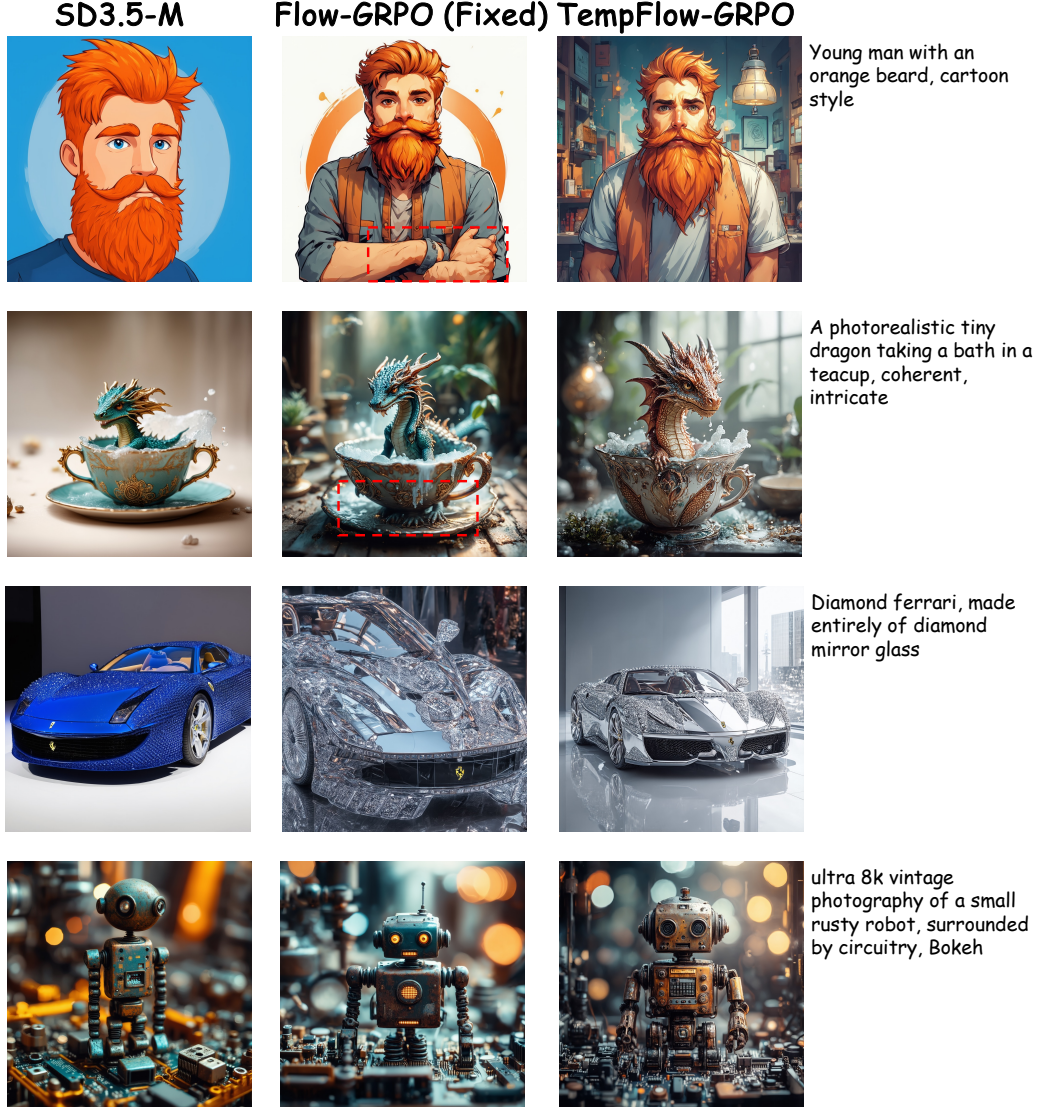 SD3.5-M
Flow-GRPO (Fixed)
TempFlow-GRPO
Young man with an
orange beard, cartoon
style
A photorealistic tiny
dragon taking a bath in a
teacup, coherent,
intricate
Diamond ferrari, made
entirely of diamond
mirror glass
ultra 8k vintage
photography of a small
rusty robot, surrounded
by circuitry, Bokeh